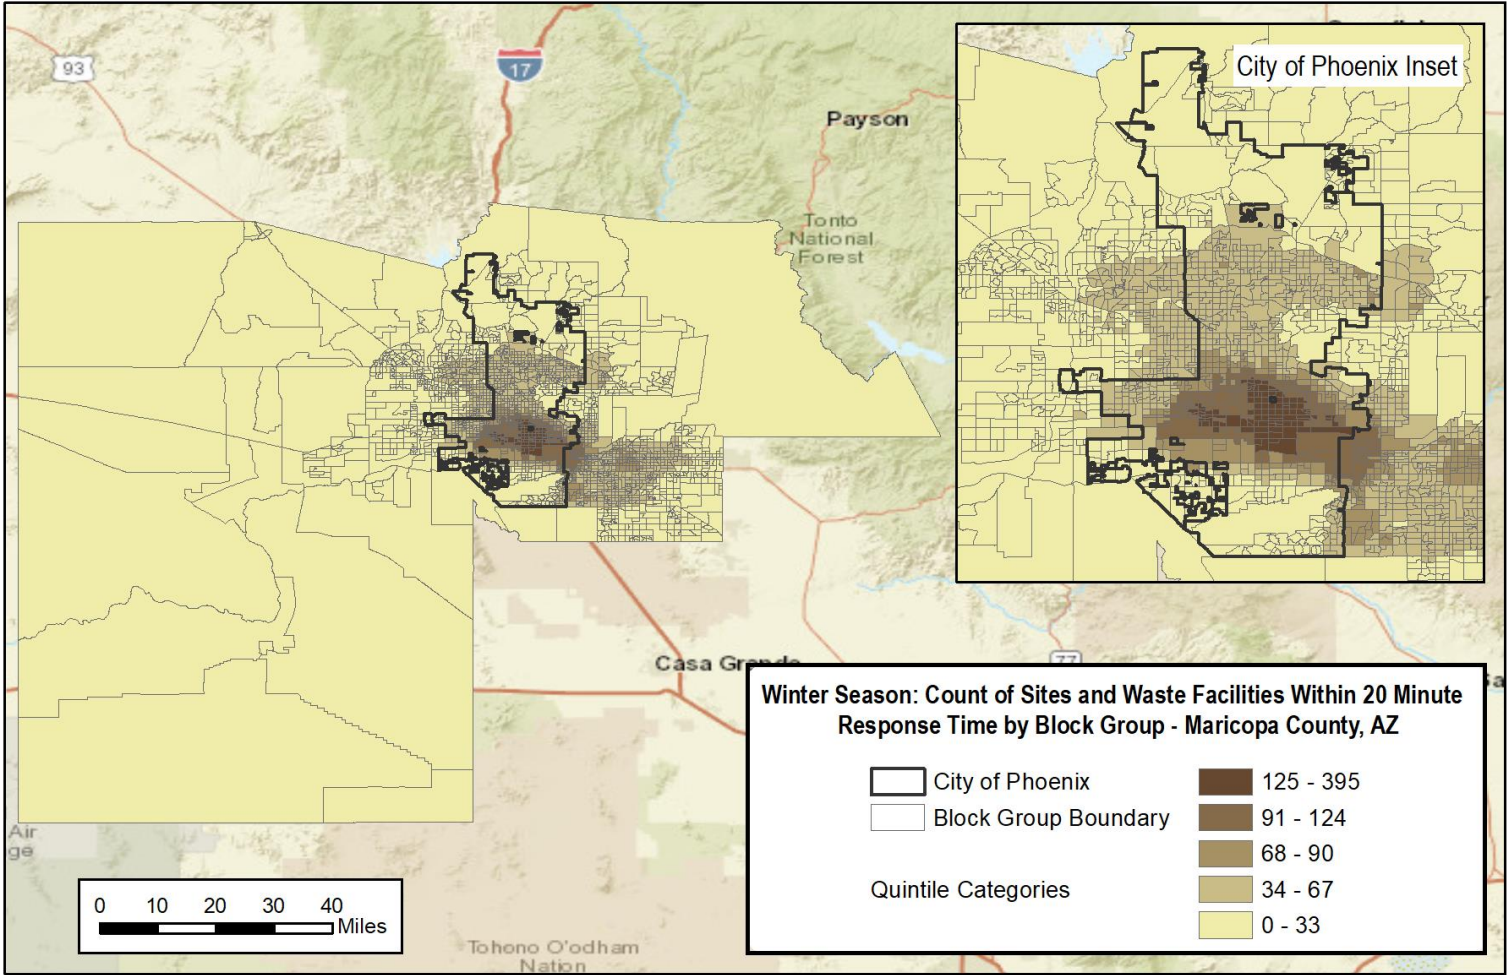 93
17
Payson
Tonto
National
Forest
City of Phoenix Inset
Casa Grande
77
Winter Season: Count of Sites and Waste Facilities Within 20 Minute
Response Time by Block Group - Maricopa County, AZ
City of Phoenix
Block Group Boundary
Quintile Categories
125 - 395
91 - 124
68 - 90
34 - 67
0 - 33
Air
ge
0 10 20 30 40
Miles
Tohono O'odham
Nation